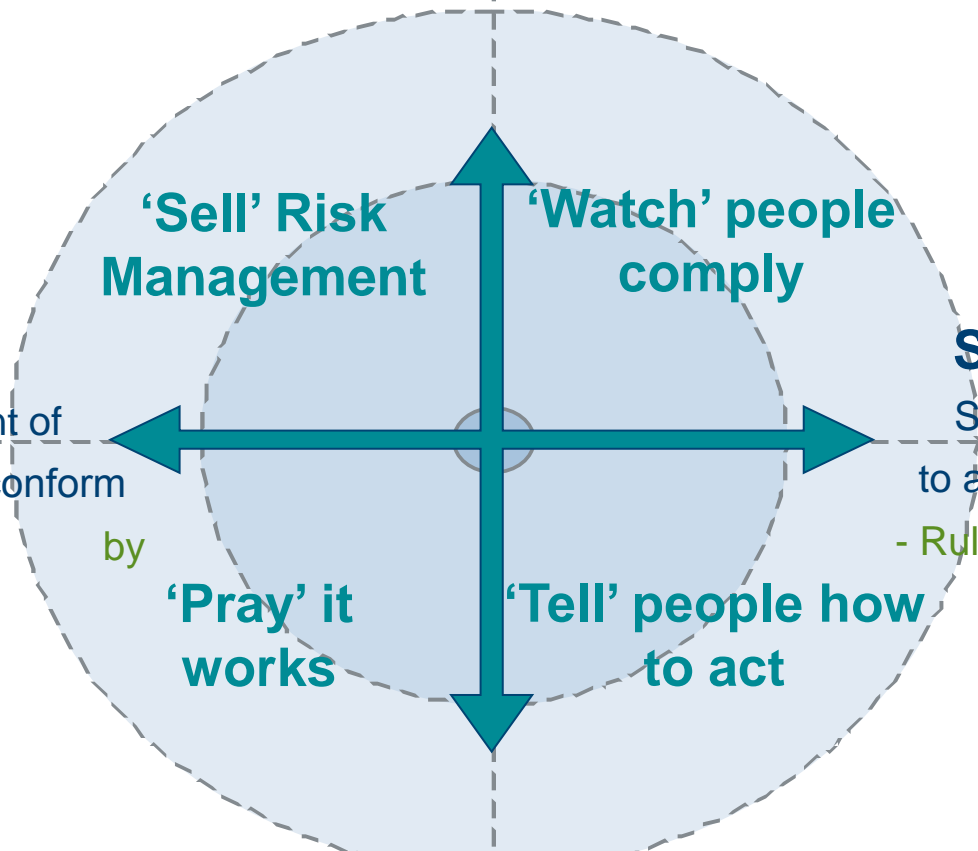 ‘Sell’ Risk
Management
‘Watch’ people
comply
S
nt of
S
conform
to a
by
- Rul
‘Pray’ it
works
‘Tell’ people how
to act